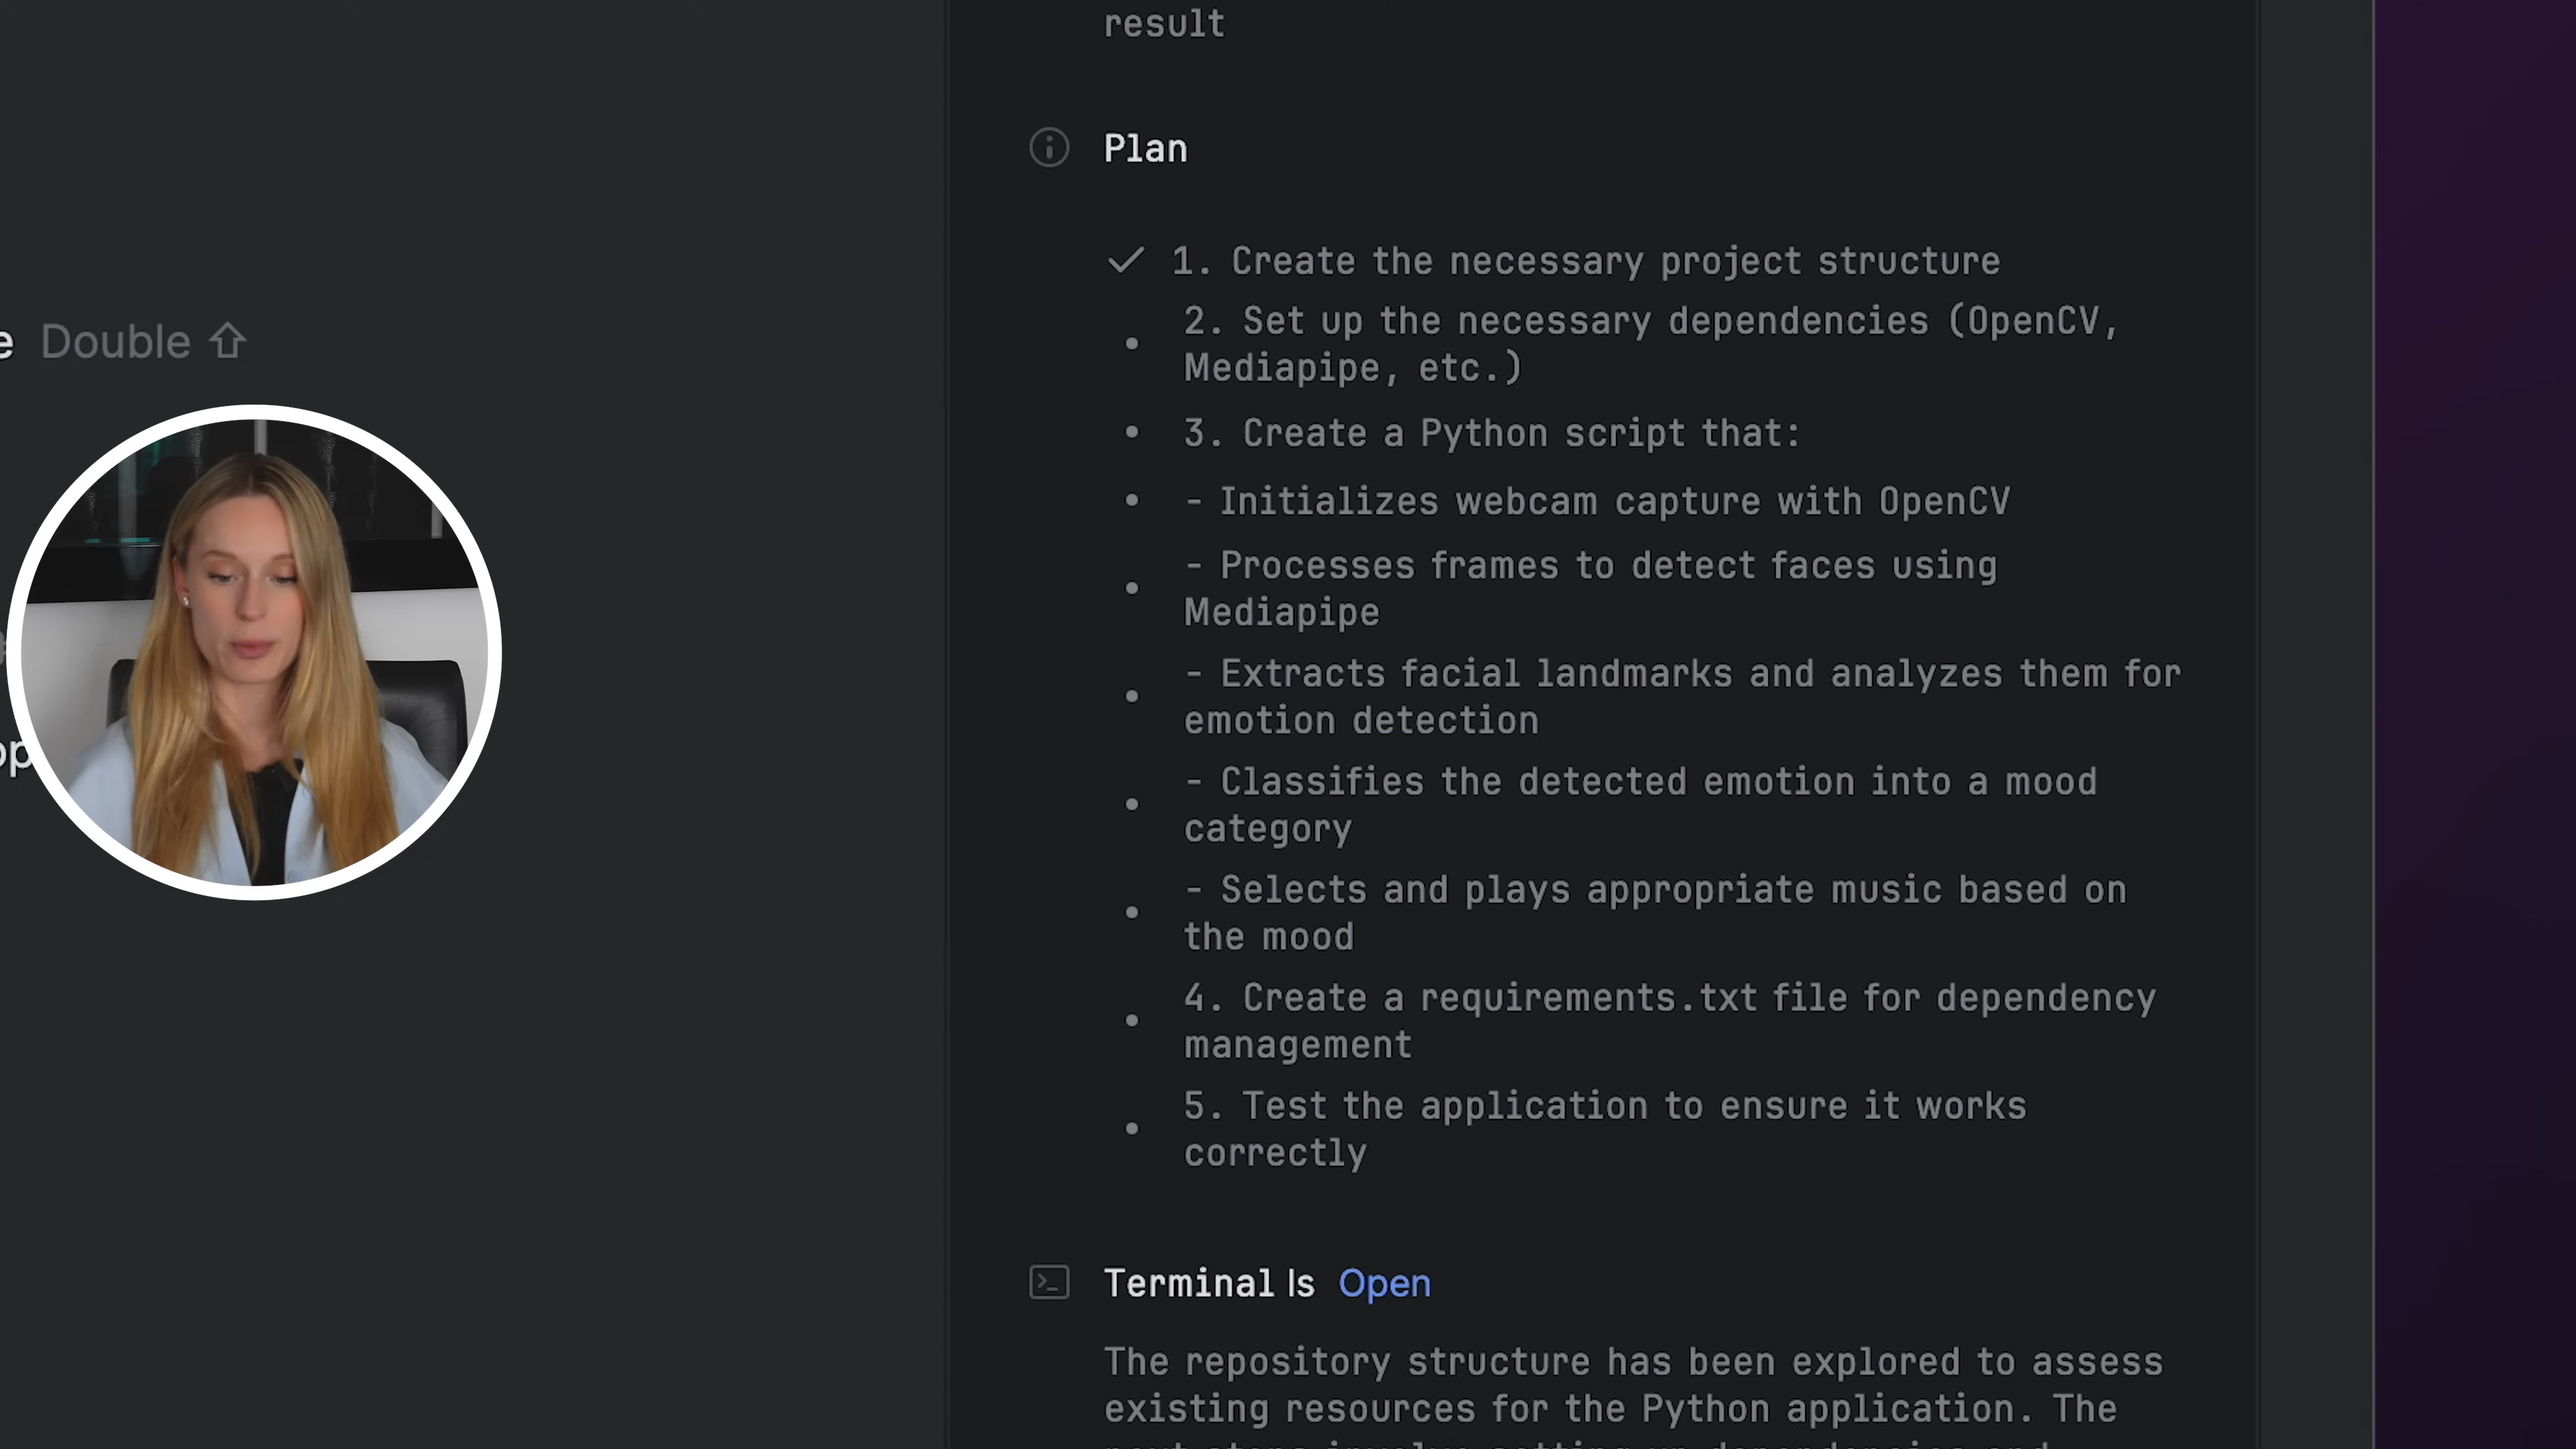 result
Plan
1. Create the necessary project structure
2. Set up the necessary dependencies (OpenCV,
Mediapipe, etc.)
3. Create a Python script that:
- Initializes webcam capture with OpenCV
- Processes frames to detect faces using
Mediapipe
- Extracts facial landmarks and analyzes them for
emotion detection
- Classifies the detected emotion into a mood
category
- Selects and plays appropriate music based on
the mood
4. Create a requirements.txt file for dependency
management
5. Test the application to ensure it works
correctly
Terminal Is Open
The repository structure has been explored to assess
existing resources for the Python application. The
Double ⇧